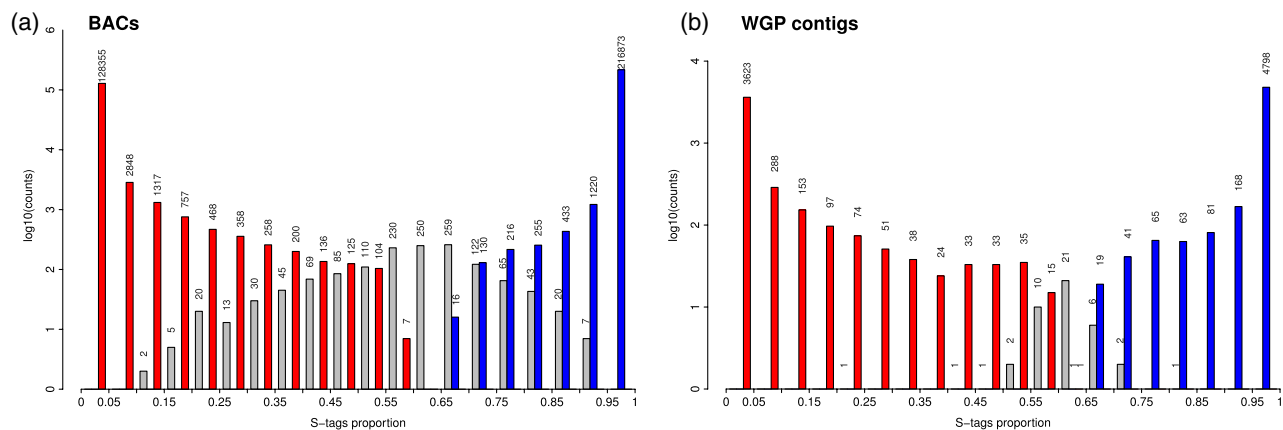 (a) BACs
log10(counts)
0 1 2 3 4 5 6
128355 2848 2 1317 5 757 20 468 13 358 30 258 45 200 69 136 85 125 110 104 230 7 250 259 16 122 130 65 216 43 255 20 433 7 1220 216873
0 0.05 0.15 0.25 0.35 0.45 0.55 0.65 0.75 0.85 0.95 1
S−tags proportion
(b) WGP contigs
log10(counts)
0 1 2 3 4
3623 288 153 97 1 74 51 38 24 1 33 1 33 2 35 10 15 21 1 1 6 19 2 41 65 1 63 81 168 4798
0 0.05 0.15 0.25 0.35 0.45 0.55 0.65 0.75 0.85 0.95 1
S−tags proportion